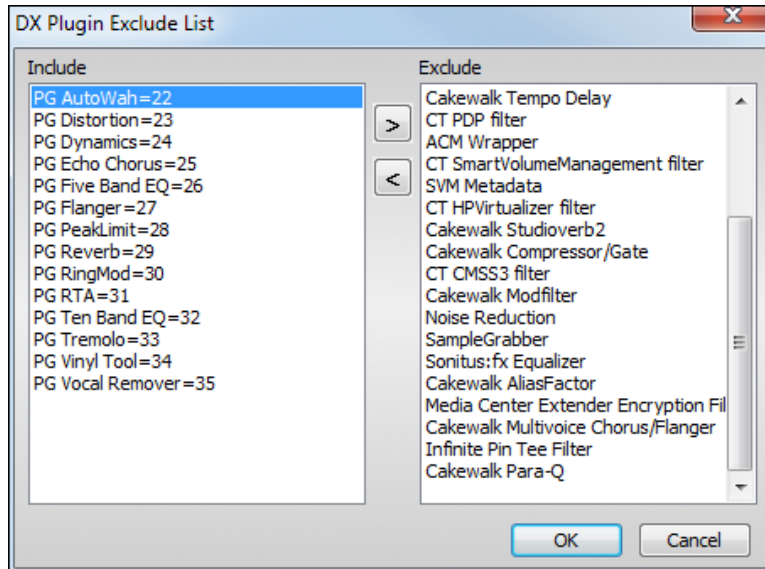 DX Plugin Exclude List
X
Include
PG AutoWah=22
PG Distortion=23
PG Dynamics=24
PG Echo Chorus=25
PG Five Band EQ=26
PG Flanger=27
PG PeakLimit=28
PG Reverb=29
PG RingMod=30
PG RTA=31
PG Ten Band EQ=32
PG Tremolo=33
PG Vinyl Tool=34
PG Vocal Remover=35
>
<
Exclude
Cakewalk Tempo Delay
CT PDP filter
ACM Wrapper
CT SmartVolumeManagement filter
SVM Metadata
CT HPVirtualizer filter
Cakewalk Studioverb2
Cakewalk Compressor/Gate
CT CMSS3 filter
Cakewalk Modfilter
Noise Reduction
SampleGrabber
Sonitus:fx Equalizer
Cakewalk AliasFactor
Media Center Extender Encryption Fil
Cakewalk Multivoice Chorus/Flanger
Infinite Pin Tee Filter
Cakewalk Para-Q
OK
Cancel